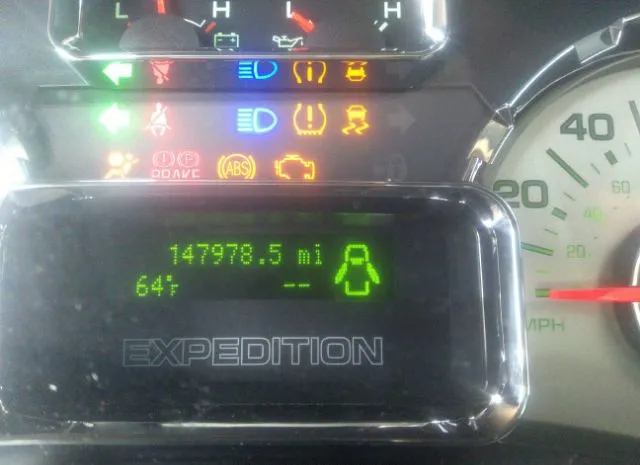 L H L H
BRAKE ABS
147978.5 mi
64°F --
EXPEDITION
40
60
20
40
20
MPH